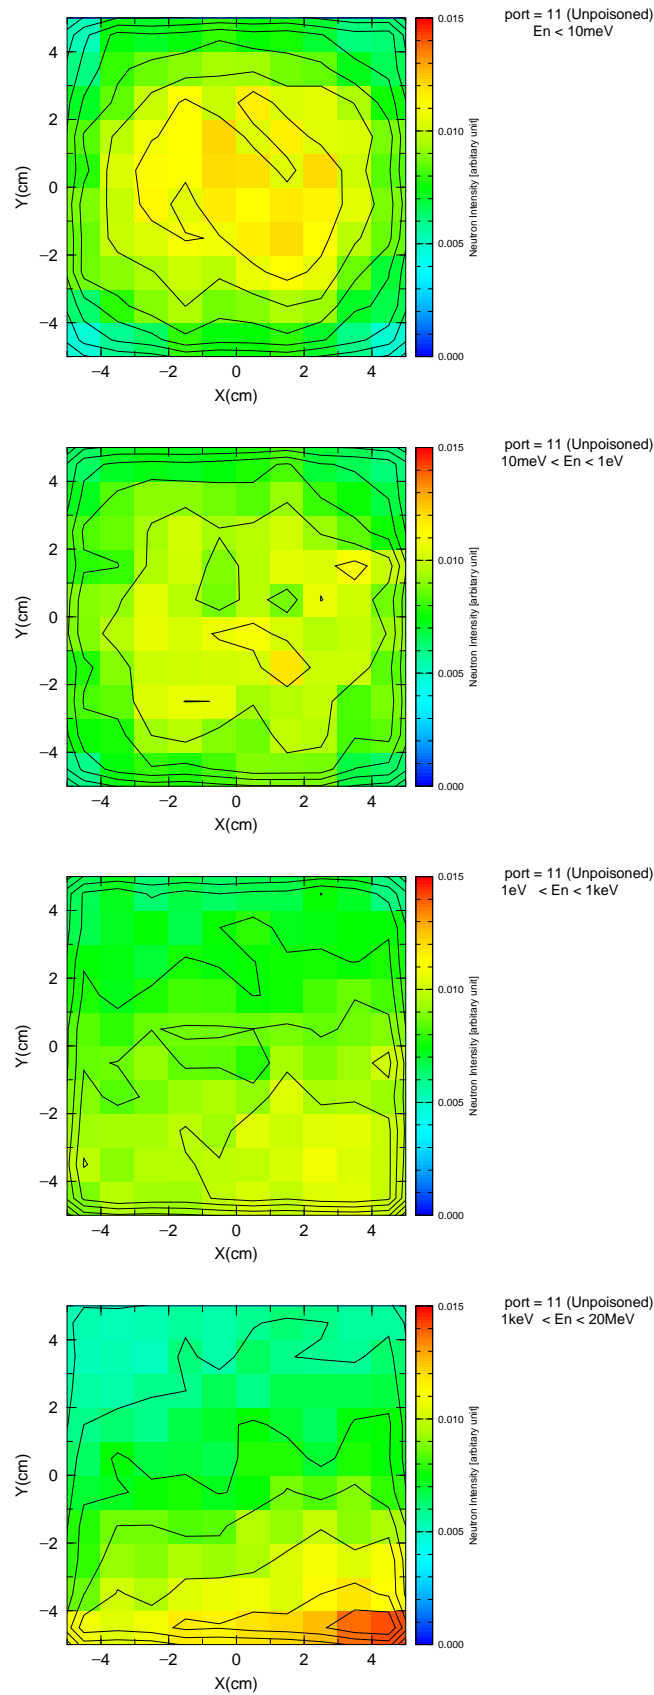 port = 11 (Unpoisoned)
En < 10meV
4
2
0
−2
−4
Y(cm)
−4 −2 0 2 4
X(cm)
0.015
0.010
0.005
0.000
Neutron Intensity [arbitary unit]
port = 11 (Unpoisoned)
10meV < En < 1eV
4
2
0
−2
−4
Y(cm)
−4 −2 0 2 4
X(cm)
0.015
0.010
0.005
0.000
Neutron Intensity [arbitary unit]
port = 11 (Unpoisoned)
1eV < En < 1keV
4
2
0
−2
−4
Y(cm)
−4 −2 0 2 4
X(cm)
0.015
0.010
0.005
0.000
Neutron Intensity [arbitary unit]
port = 11 (Unpoisoned)
1keV < En < 20MeV
4
2
0
−2
−4
Y(cm)
−4 −2 0 2 4
X(cm)
0.015
0.010
0.005
0.000
Neutron Intensity [arbitary unit]